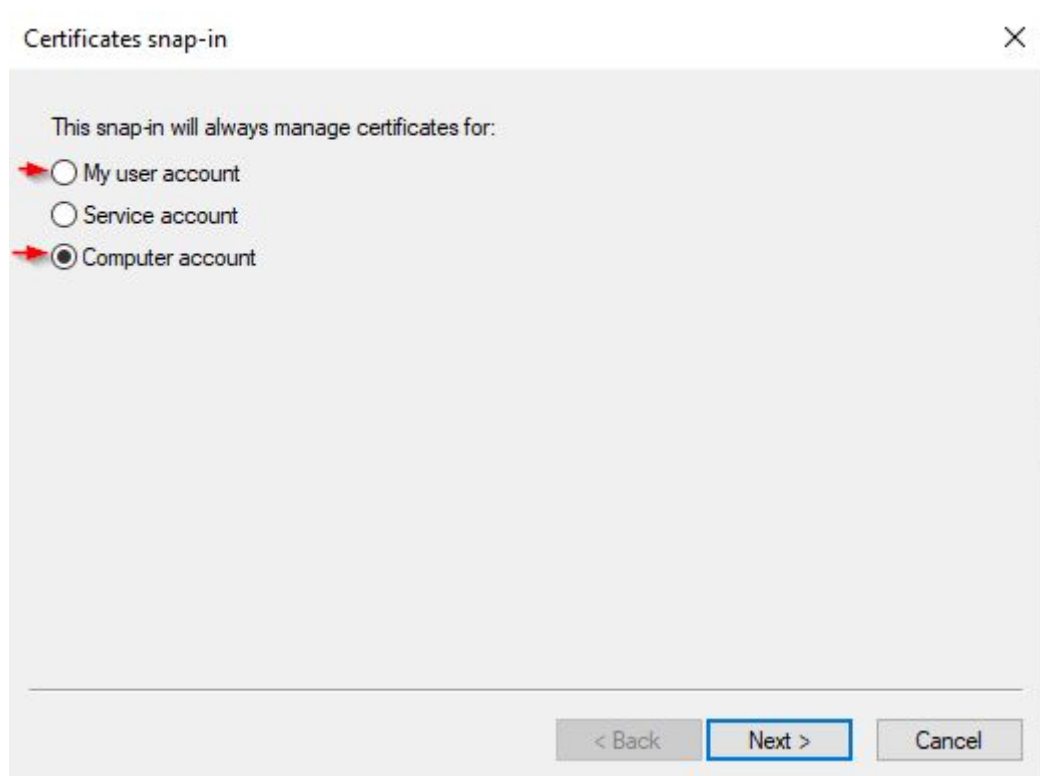 Certificates snap-in
This snap-in will always manage certificates for:
My user account
Service account
Computer account
< Back Next > Cancel